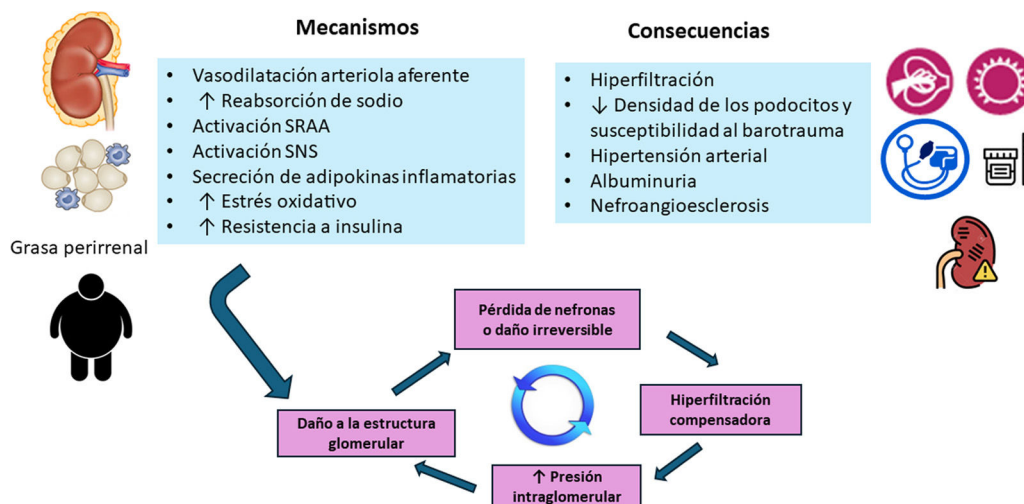 Mecanismos
• Vasodilatación arteriola aferente
• ↑ Reabsorción de sodio
• Activación SRAA
• Activación SNS
• Secreción de adipokinas inflamatorias
• ↑ Estrés oxidativo
• ↑ Resistencia a insulina
Consecuencias
• Hiperfiltración
• ↓ Densidad de los podocitos y
susceptibilidad al barotrauma
• Hipertensión arterial
• Albuminuria
• Nefroangioesclerosis
Grasa perirrenal
Pérdida de nefronas
o daño irreversible
Hiperfiltración
compensadora
↑ Presión
intraglomerular
Daño a la estructura
glomerular